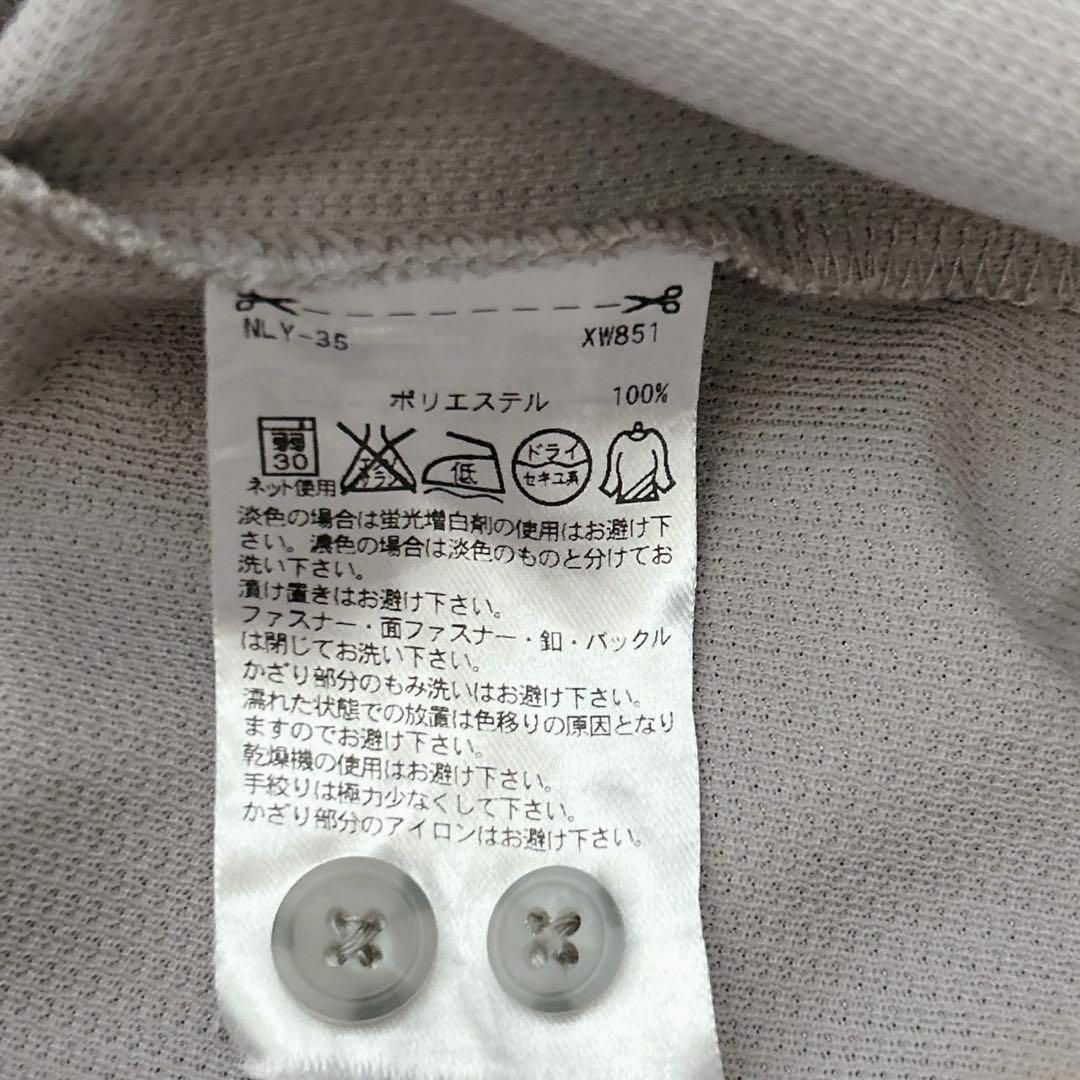 NLY-35 XW851
ポリエステル 100%
弱 30 エンソサラシ 低 ドライ セキユ系
ネット使用
淡色の場合は蛍光増白剤の使用はお避け下
さい。濃色の場合は淡色のものと分けてお
洗い下さい。
漬け置きはお避け下さい。
ファスナー・面ファスナー・釦・バックル
は閉じてお洗い下さい。
かざり部分のもみ洗いはお避け下さい。
濡れた状態での放置は色移りの原因となり
ますのでお避け下さい。
乾燥機の使用はお避け下さい。
手絞りは極力少なくして下さい。
かざり部分のアイロンはお避け下さい。